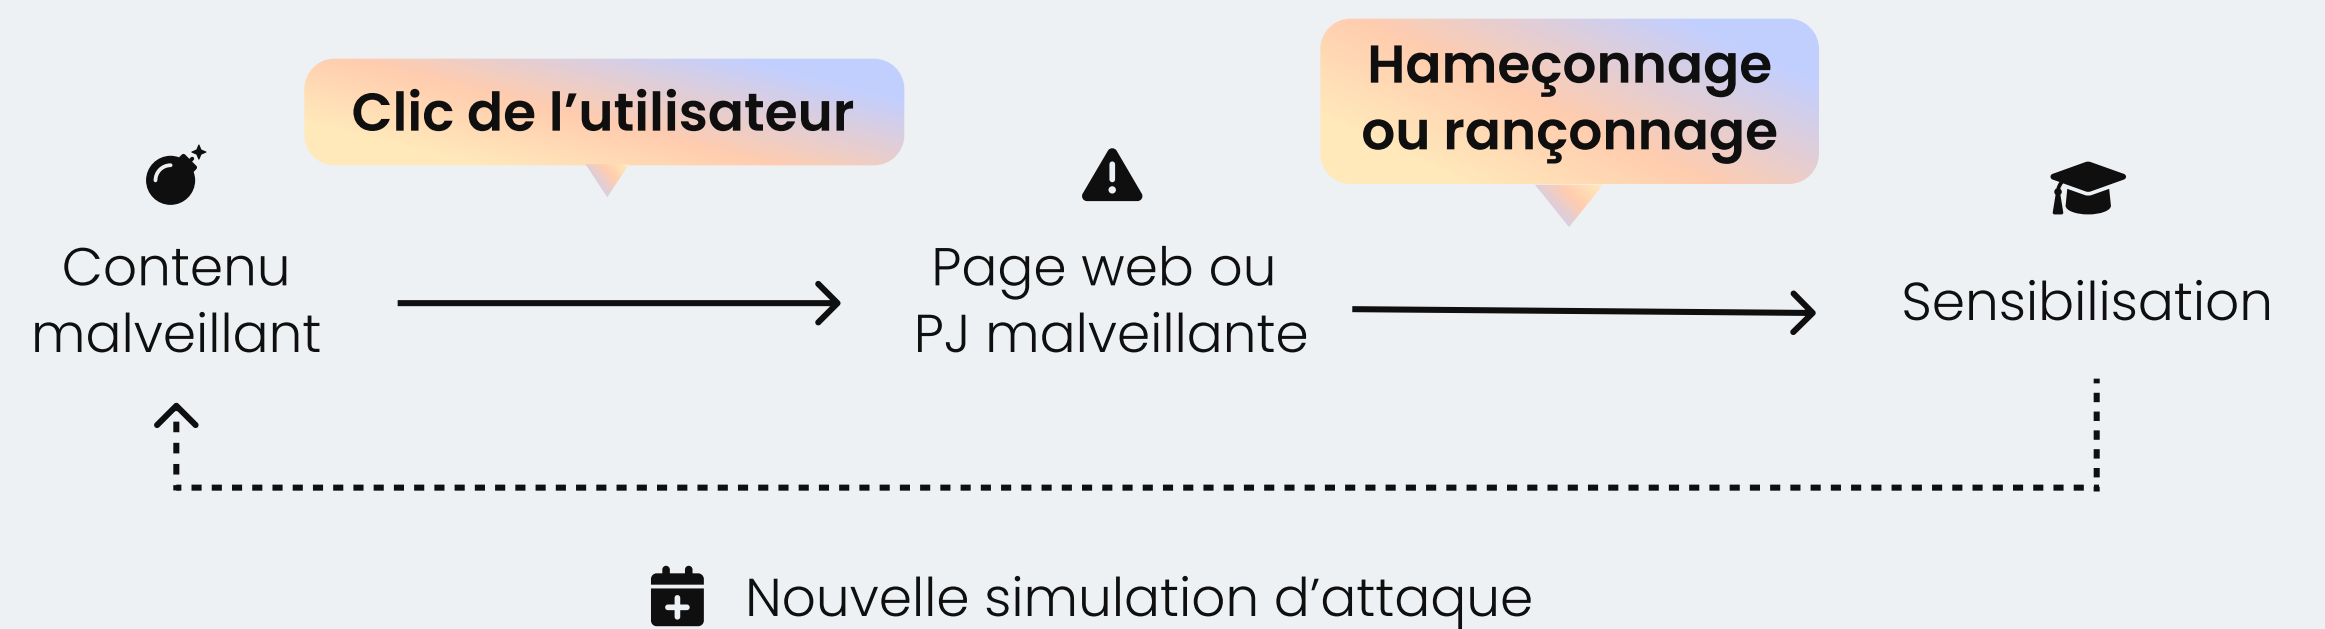 Clic de l’utilisateur
Hameçonnage
ou rançonnage
Contenu
malveillant
Page web ou
PJ malveillante
Sensibilisation
Nouvelle simulation d’attaque